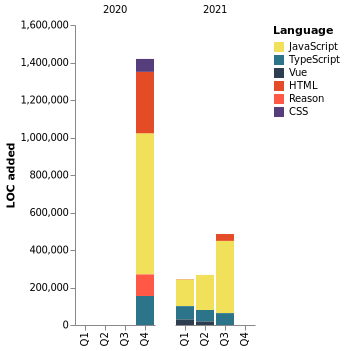 2020 2021
LOC added
1,600,000
1,400,000
1,200,000
1,000,000
800,000
600,000
400,000
200,000
0
Q1 Q2 Q3 Q4 Q1 Q2 Q3 Q4
Language
JavaScript
TypeScript
Vue
HTML
Reason
CSS